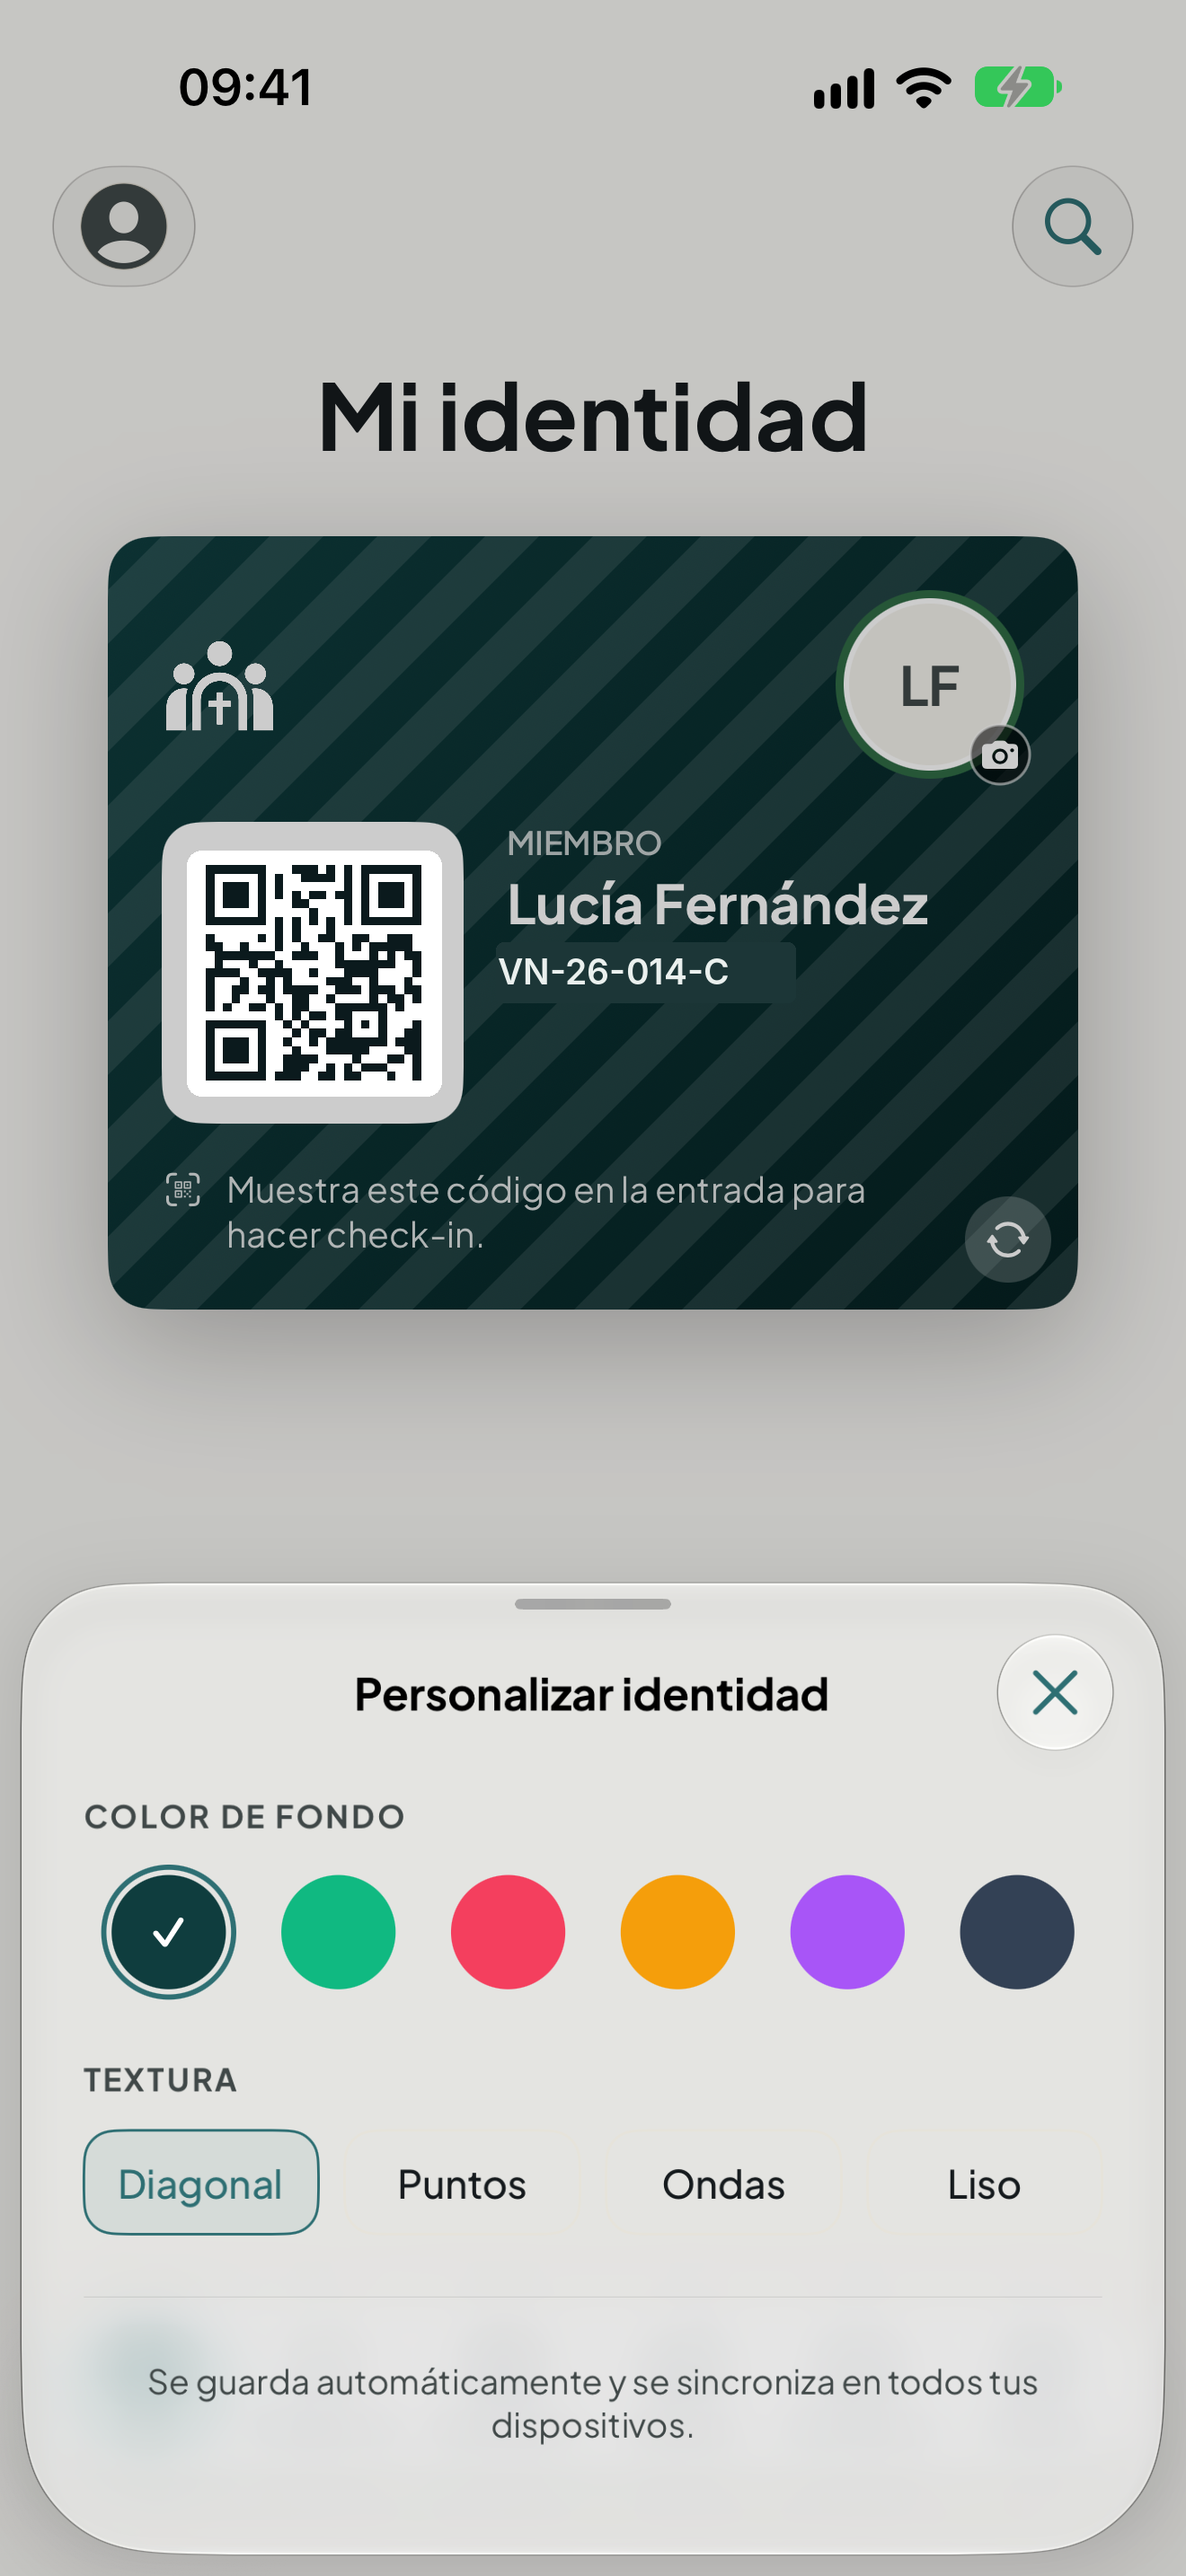 09:41
Mi identidad
LF
MIEMBRO
Lucía Fernández
VN-26-014-C
Muestra este código en la entrada para
hacer check-in.
Personalizar identidad
COLOR DE FONDO
TEXTURA
Diagonal
Puntos
Ondas
Liso
Se guarda automáticamente y se sincroniza en todos tus
dispositivos.